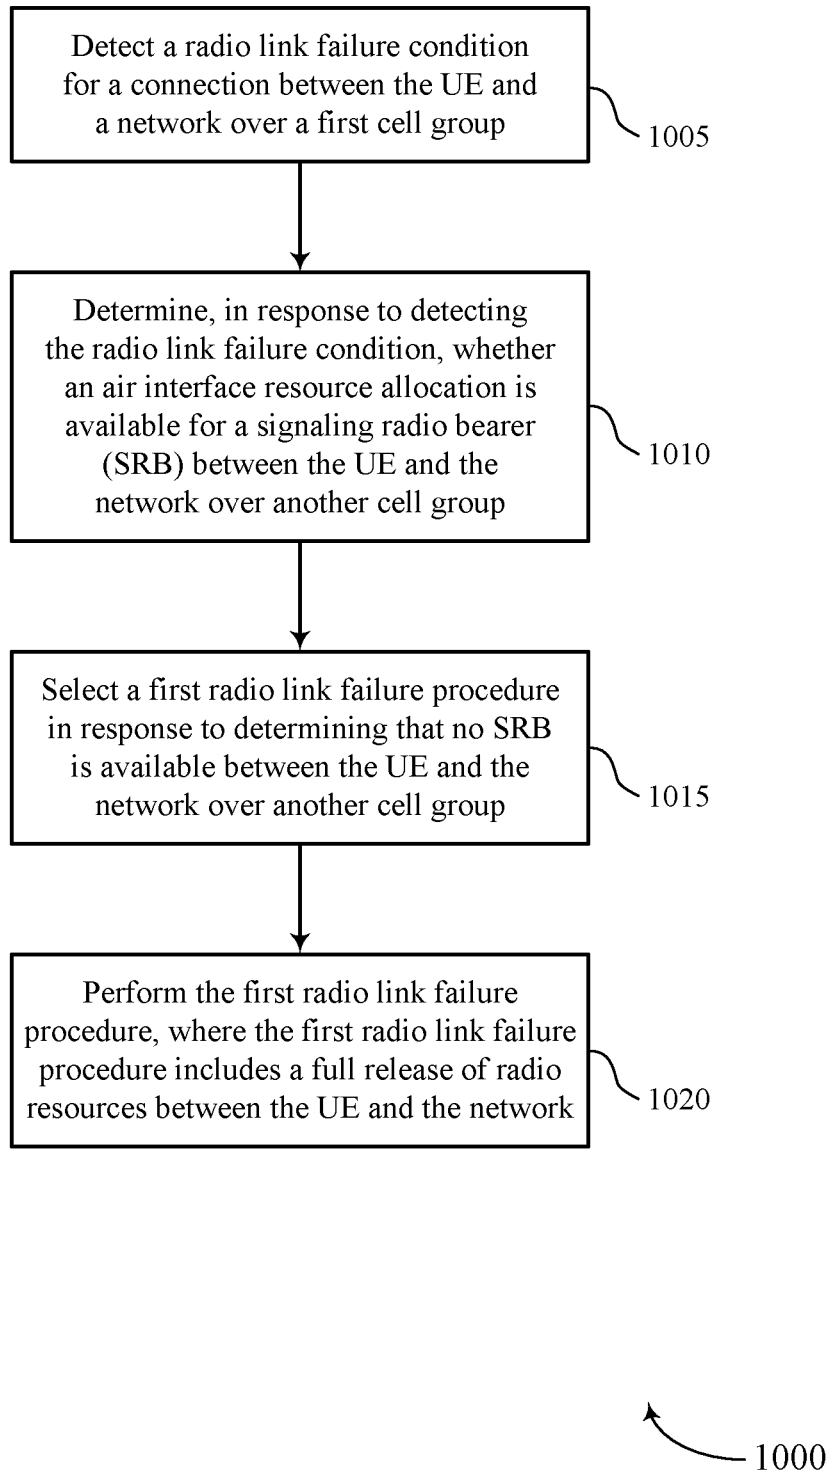 Detect a radio link failure condition
for a connection between the UE and
a network over a first cell group
1005
Determine, in response to detecting
the radio link failure condition, whether
an air interface resource allocation is
available for a signaling radio bearer
(SRB) between the UE and the
network over another cell group
1010
Select a first radio link failure procedure
in response to determining that no SRB
is available between the UE and the
network over another cell group
1015
Perform the first radio link failure
procedure, where the first radio link failure
procedure includes a full release of radio
resources between the UE and the network
1020
1000